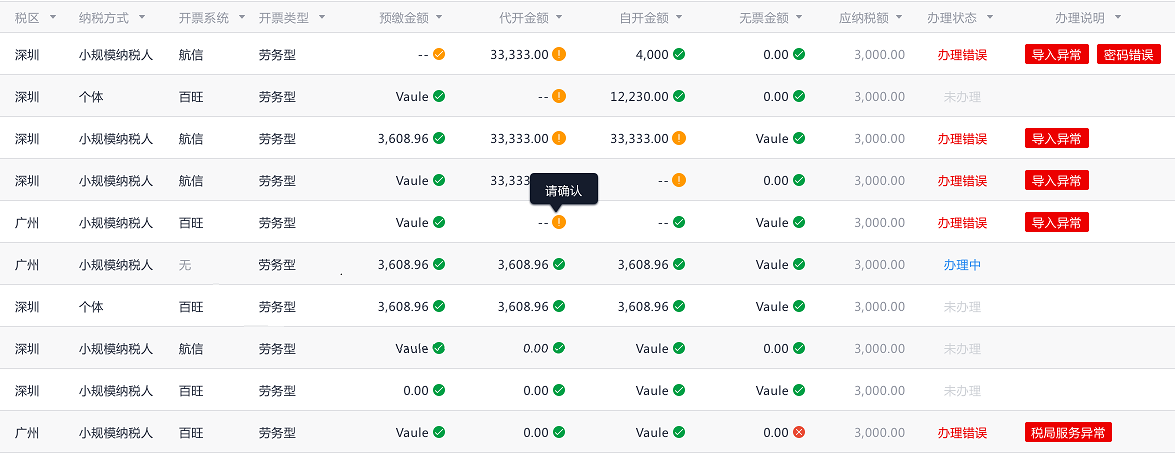 税区 纳税方式 开票系统 开票类型 预缴金额 代开金额 自开金额 无票金额 应纳税额 办理状态 办理说明
深圳 小规模纳税人 航信 劳务型 -- 33,333.00 4,000 0.00 3,000.00 办理错误 导入异常 密码错误
深圳 个体 百旺 劳务型 Vaule -- 12,230.00 0.00 3,000.00 未办理
深圳 小规模纳税人 航信 劳务型 3,608.96 33,333.00 33,333.00 Vaule 3,000.00 办理错误 导入异常
深圳 小规模纳税人 航信 劳务型 Vaule 33,333 -- 0.00 3,000.00 办理错误 导入异常
请确认
广州 小规模纳税人 百旺 劳务型 Vaule -- -- Vaule 3,000.00 办理错误 导入异常
广州 小规模纳税人 无 劳务型 3,608.96 3,608.96 3,608.96 Vaule 3,000.00 办理中
深圳 个体 百旺 劳务型 3,608.96 3,608.96 3,608.96 Vaule 3,000.00 未办理
深圳 小规模纳税人 航信 劳务型 Vaule 0.00 Vaule 0.00 3,000.00 未办理
深圳 小规模纳税人 百旺 劳务型 0.00 0.00 Vaule Vaule 3,000.00 未办理
广州 小规模纳税人 百旺 劳务型 Vaule 0.00 Vaule 0.00 3,000.00 办理错误 税局服务异常